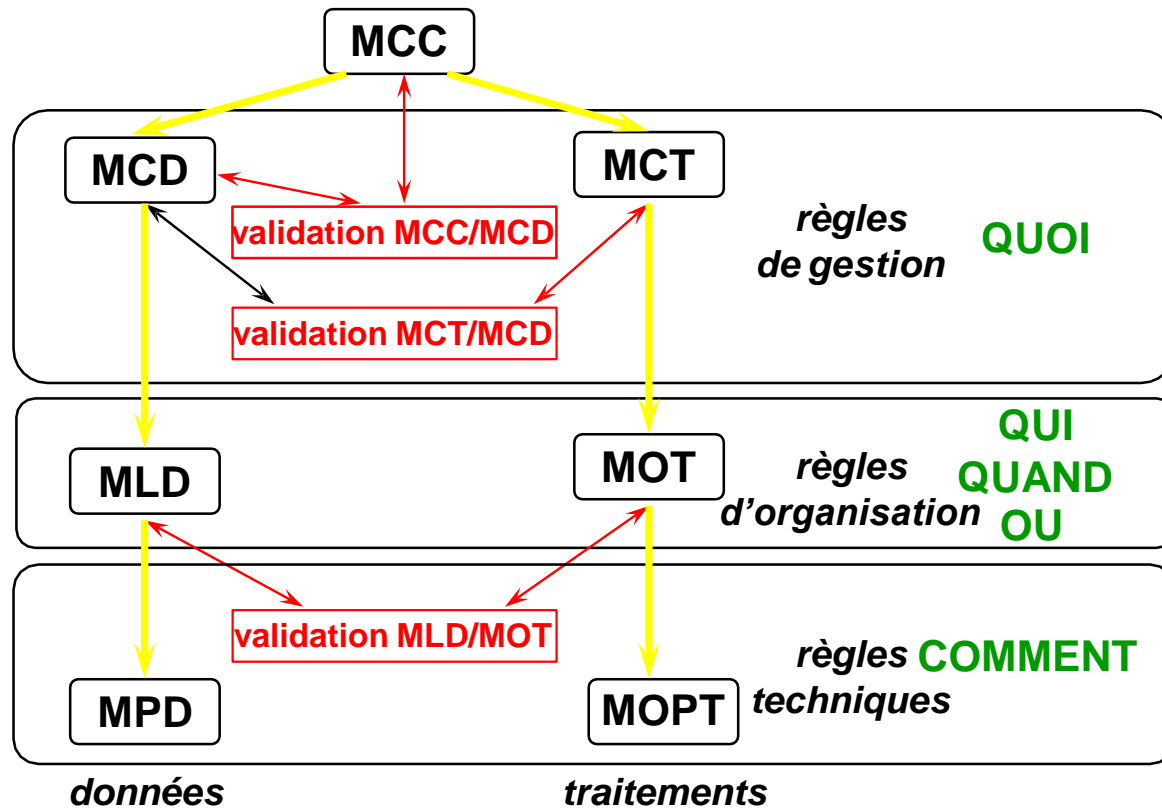 MCC
MCD
MCT
validation MCC/MCD
règles
de gestion
QUOI
validation MCT/MCD
MLD
MOT
règles
d’organisation
QUI
QUAND
OU
validation MLD/MOT
MPD
MOPT
règles
techniques
COMMENT
données
traitements